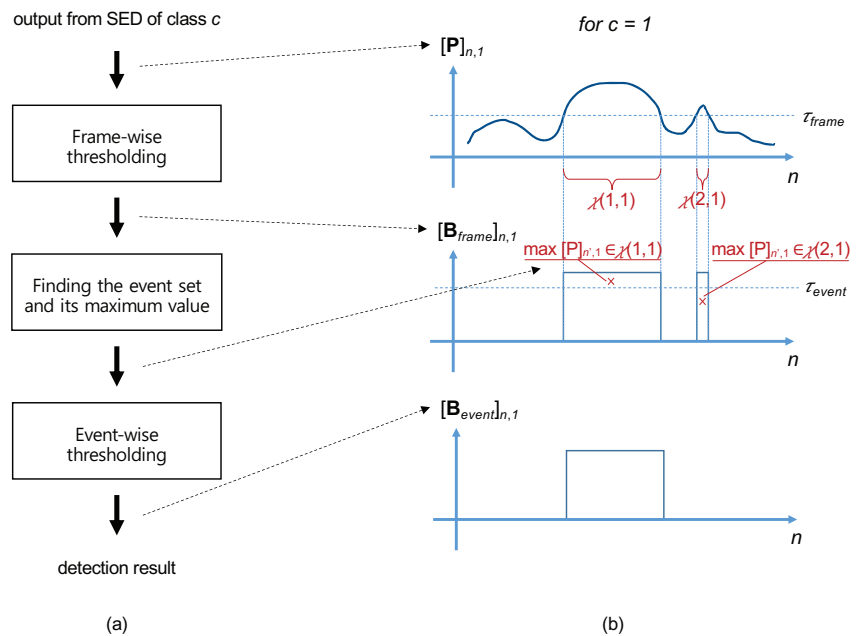 output from SED of class c
Frame-wise
thresholding
Finding the event set
and its maximum value
Event-wise
thresholding
detection result
(a)
for c = 1
[P]n,1
τframe
n
𝓁(1,1)
𝓁(2,1)
[Bframe]n,1
max [P]n',1 ∈ 𝓁(1,1)
max [P]n',1 ∈ 𝓁(2,1)
τevent
n
[Bevent]n,1
n
(b)